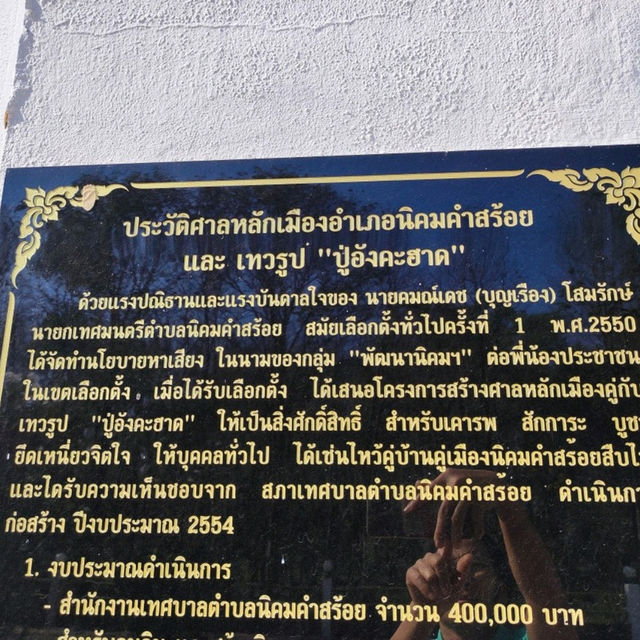 ประวัติศาลหลักเมืองอำเภอนิคมคำสร้อย
และ เทวรูป "ปู่อังคะฮาด"
ด้วยแรงปณิธานและแรงบันดาลใจของ นายคมณ์เดช (บุญเรือง) โสมรักษ์
นายกเทศมนตรีตำบลนิคมคำสร้อย สมัยเลือกตั้งทั่วไปครั้งที่ 1 พ.ศ.2550
ได้จัดทำนโยบายหาเสียง ในนามของกลุ่ม "พัฒนานิคมฯ" ต่อพี่น้องประชาชน
ในเขตเลือกตั้ง เมื่อได้รับเลือกตั้ง ได้เสนอโครงการสร้างศาลหลักเมืองคู่กับ
เทวรูป "ปู่อังคะฮาด" ให้เป็นสิ่งศักดิ์สิทธิ์ สำหรับเคารพ สักการะ
ยึดเหนี่ยวจิตใจ ให้บุคคลทั่วไป ได้เซ่นไหว้คู่บ้านคู่เมืองนิคมคำสร้อย
และได้รับความเห็นชอบจาก สภาเทศบาลตำบลนิคมคำสร้อย
ก่อสร้าง ปีงบประมาณ 2554
1. งบประมาณดำเนินการ
- สำนักงานเทศบาลตำบลนิคมคำสร้อย จำนวน 400,000 บาท